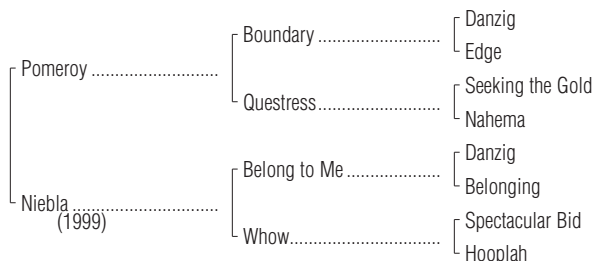 Danzig
Boundary ..........................
Edge
Pomeroy ...........................
Seeking the Gold
Questress..........................
Nahema
Danzig
Belong to Me ....................
Belonging
Niebla ...............................
(1999)
Spectacular Bid
Whow................................
Hooplah